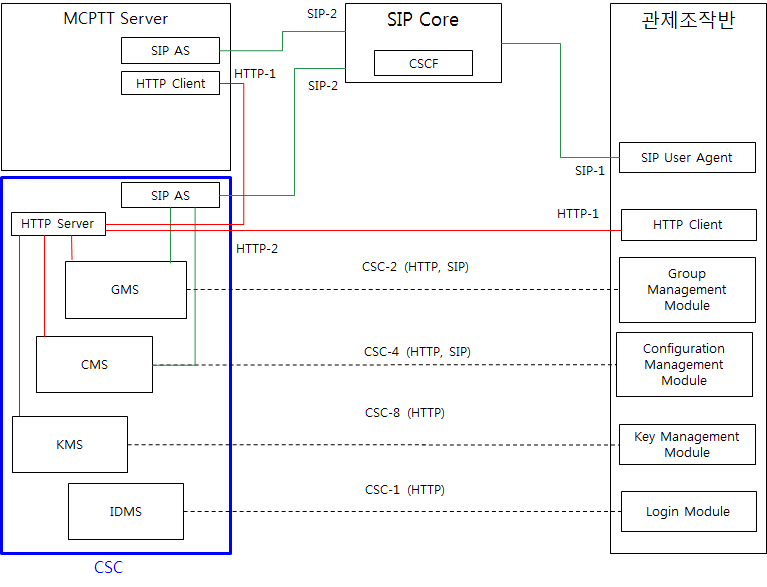 MCPTT Server
SIP AS
HTTP Client
HTTP-1
SIP-2
SIP-2
SIP Core
CSCF
관제조작반
SIP User Agent
SIP-1
HTTP-1
HTTP Client
SIP AS
HTTP Server
HTTP-2
GMS
CSC-2 (HTTP, SIP)
Group
Management
Module
CMS
CSC-4 (HTTP, SIP)
Configuration
Management
Module
KMS
CSC-8 (HTTP)
Key Management
Module
IDMS
CSC-1 (HTTP)
Login Module
CSC